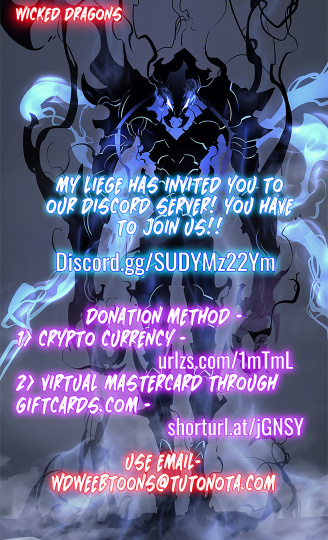 WICKED DRAGONS
MY LIEGE HAS INVITED YOU TO
OUR DISCORD SERVER! YOU HAVE
TO JOIN US!!
Discord.gg/SUDYMz22Ym
DONATION METHOD -
1> CRYPTO CURRENCY -
urlzs.com/1mTmL
2> VIRTUAL MASTERCARD THROUGH
GIFTCARDS.COM -
shorturl.at/jGNSY
USE EMAIL-
WDWEEBTOONS@TUTONOTA.COM